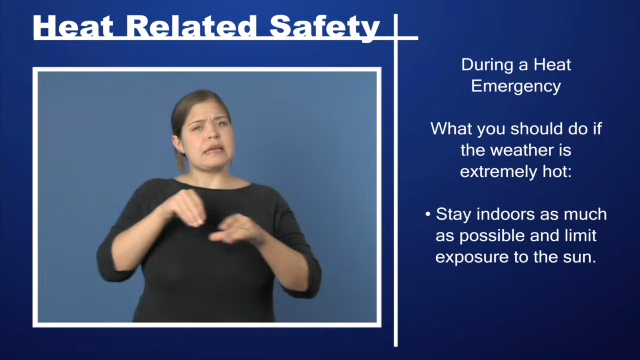 Heat Related Safety
During a Heat
Emergency
What you should do if
the weather is
extremely hot:
• Stay indoors as much
as possible and limit
exposure to the sun.